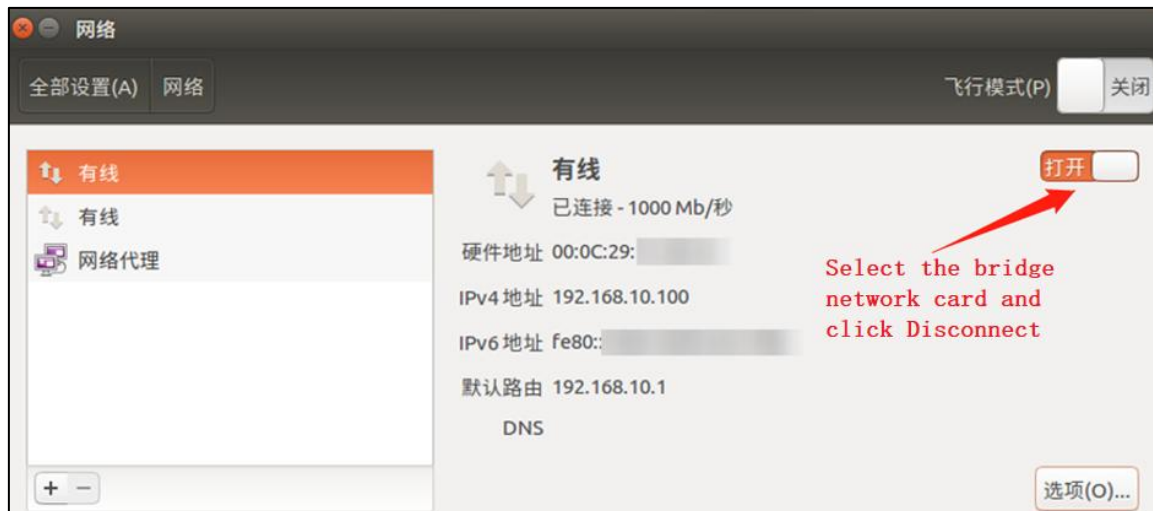 网络
全部设置(A) 网络 飞行模式(P) 关闭
有线
有线
网络代理
有线 打开
已连接 - 1000 Mb/秒
硬件地址 00:0C:29:
IPv4 地址 192.168.10.100
IPv6 地址 fe80::
默认路由 192.168.10.1
DNS
Select the bridge
network card and
click Disconnect
选项(O)...